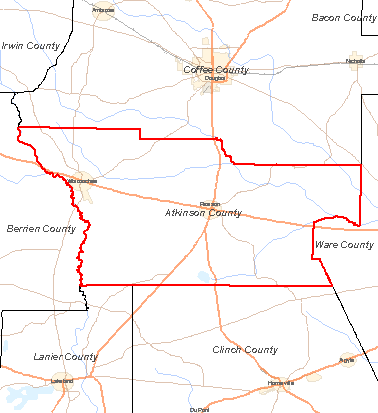 Ambrose
Bacon County
Irwin County
Nicholls
Coffee County
Douglas
Willacoochee
Pearson
Atkinson County
Berrien County
Ware County
Clinch County
Lanier County
Argyle
Lakeland
Homerville
Du Pont